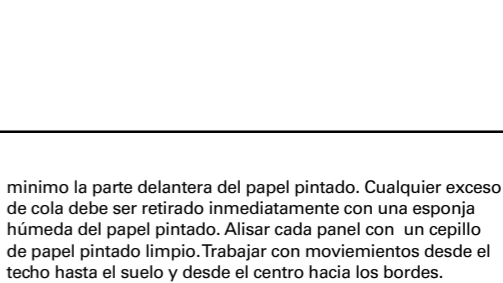 minimo la parte delantera del papel pintado. Cualquier exceso
de cola debe ser retirado inmediatamente con una esponja
húmeda del papel pintado. Alisar cada panel con  un cepillo
de papel pintado limpio.Trabajar con moviemientos desde el
techo hasta el suelo y desde el centro hacia los bordes.